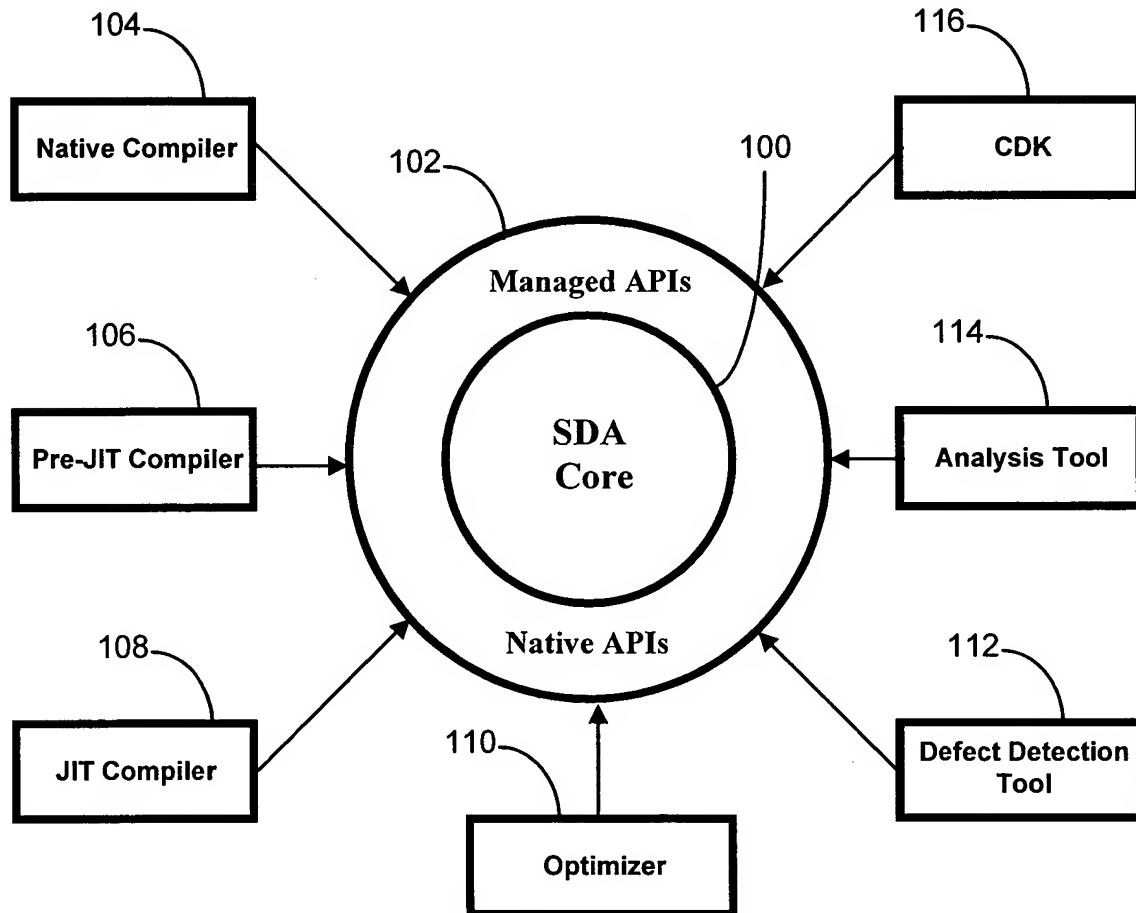 104
116
Native Compiler
CDK
102
100
Managed APIs
106
114
Pre-JIT Compiler
SDA
Core
Analysis Tool
Native APIs
108
112
JIT Compiler
110
Defect Detection
Tool
Optimizer